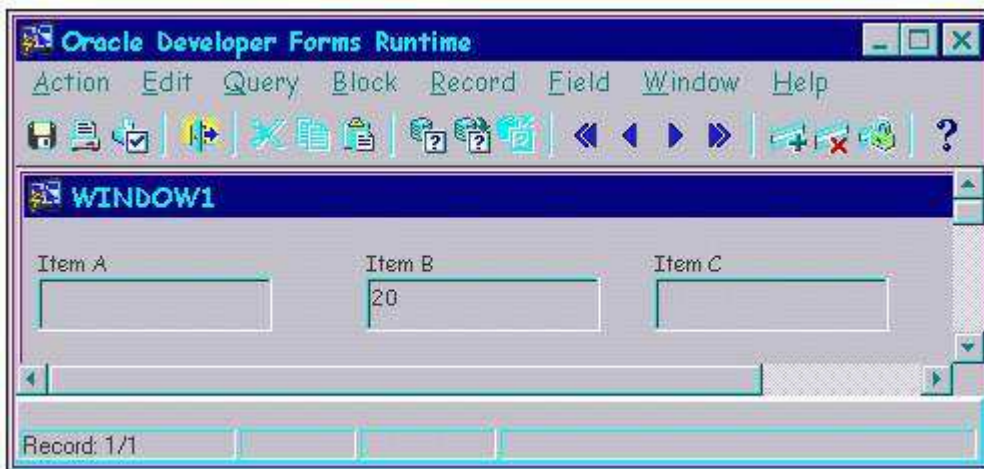 Oracle Developer Forms Runtime
Action Edit Query Block Record Field Window Help
?
WINDOW1
Item A Item B Item C
20
Record: 1/1